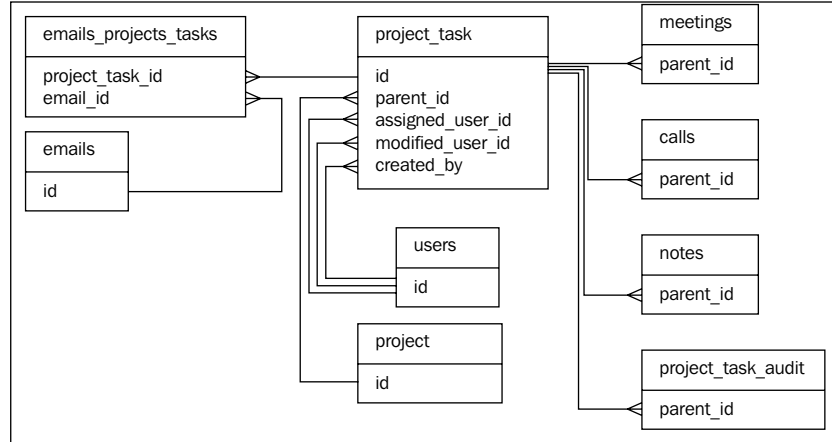 emails_projects_tasks
project_task_id
email_id
emails
id
project_task
id
parent_id
assigned_user_id
modified_user_id
created_by
users
id
project
id
meetings
parent_id
calls
parent_id
notes
parent_id
project_task_audit
parent_id